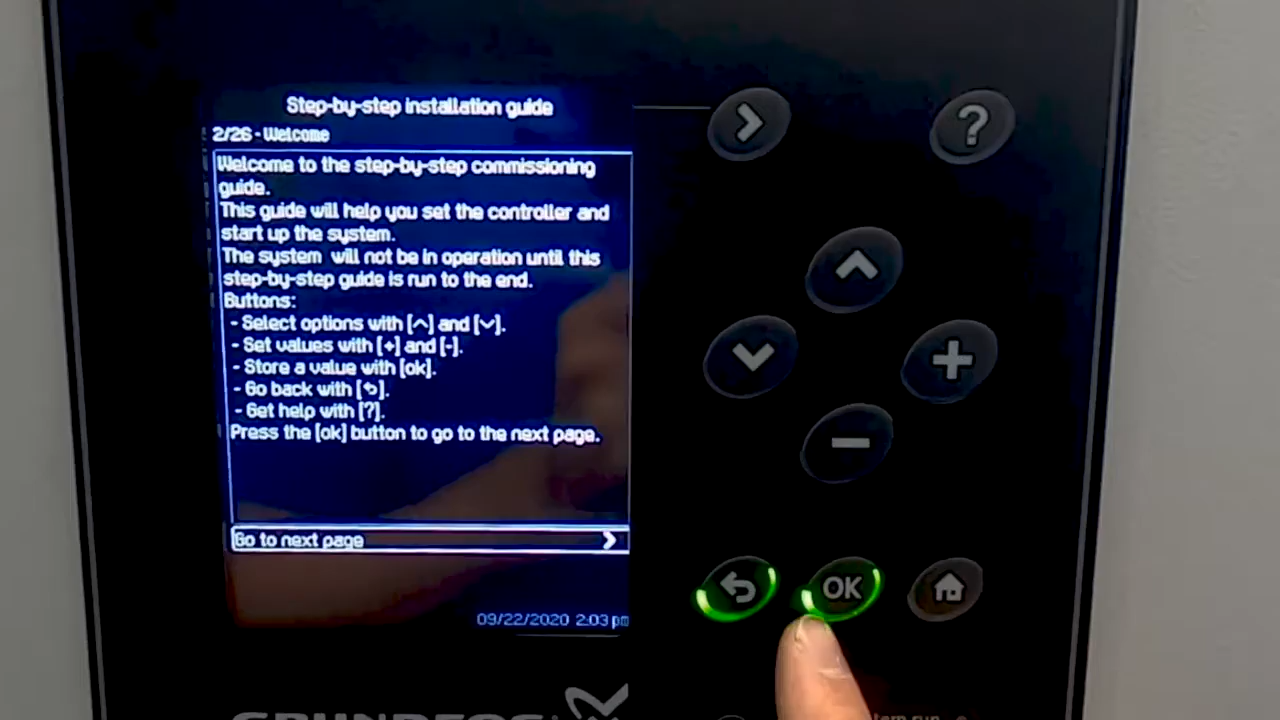 Step-by-step installation guide
2/26 - Welcome
Welcome to the step-by-step commissioning
guide.
This guide will help you set the controller and
start up the system.
The system will not be in operation until this
step-by-step guide is run to the end.
Buttons:
- Select options with [^] and [⌄].
- Set values with [+] and [-].
- Store a value with [ok].
- Go back with [↩].
- Get help with [?].
Press the [ok] button to go to the next page.
Go to next page >
09/22/2020 2:03 pm
?
OK
GRUNDFOS
run